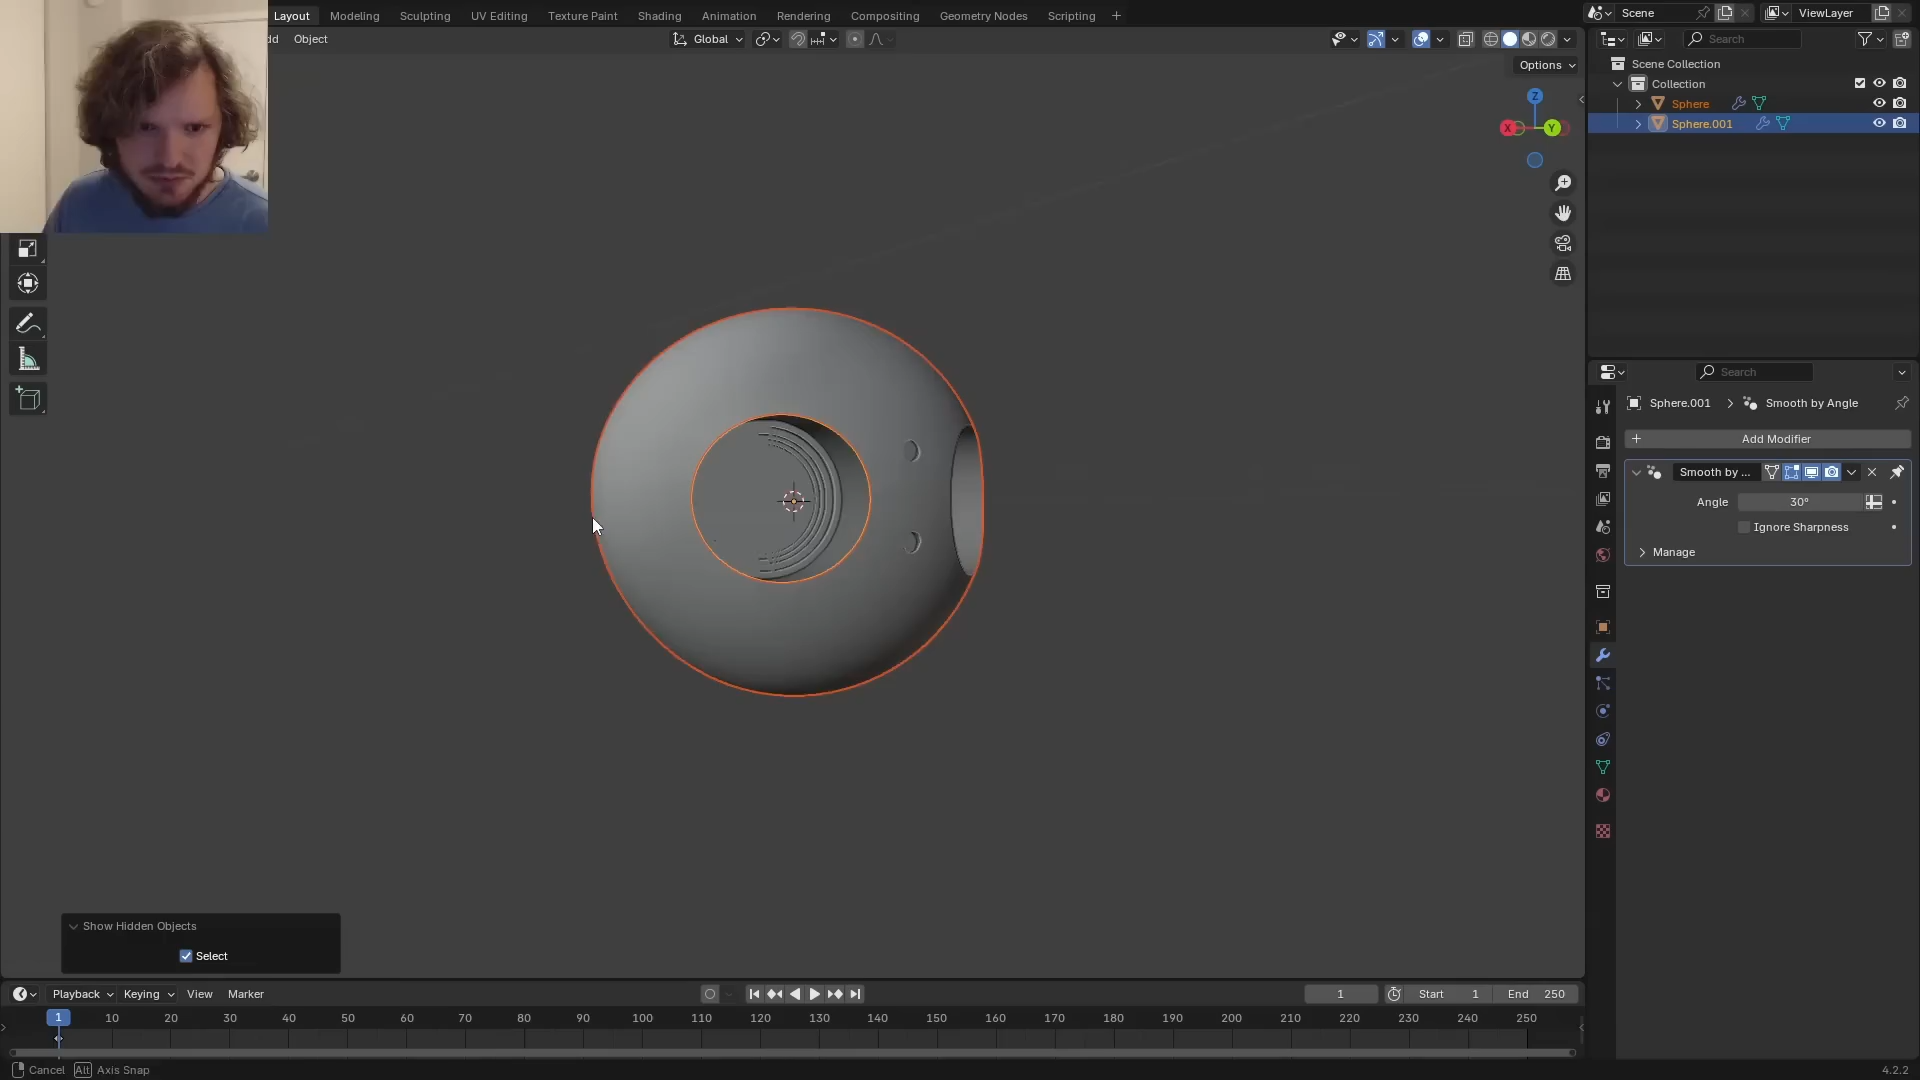 Layout Modeling Sculpting UV Editing Texture Paint Shading Animation Rendering Compositing Geometry Nodes Scripting
Scene
ViewLayer
dd Object
Global
Search
Options
Scene Collection
Collection
Sphere
Sphere.001
Z
X
Y
Search
Sphere.001 > Smooth by Angle
+ Add Modifier
Smooth by ...
Angle 30°
Ignore Sharpness
Manage
Show Hidden Objects
Select
Playback Keying View Marker
1
Start 1
End 250
1 10 20 30 40 50 60 70 80 90 100 110 120 130 140 150 160 170 180 190 200 210 220 230 240 250
Cancel Alt Axis Snap
4.2.2